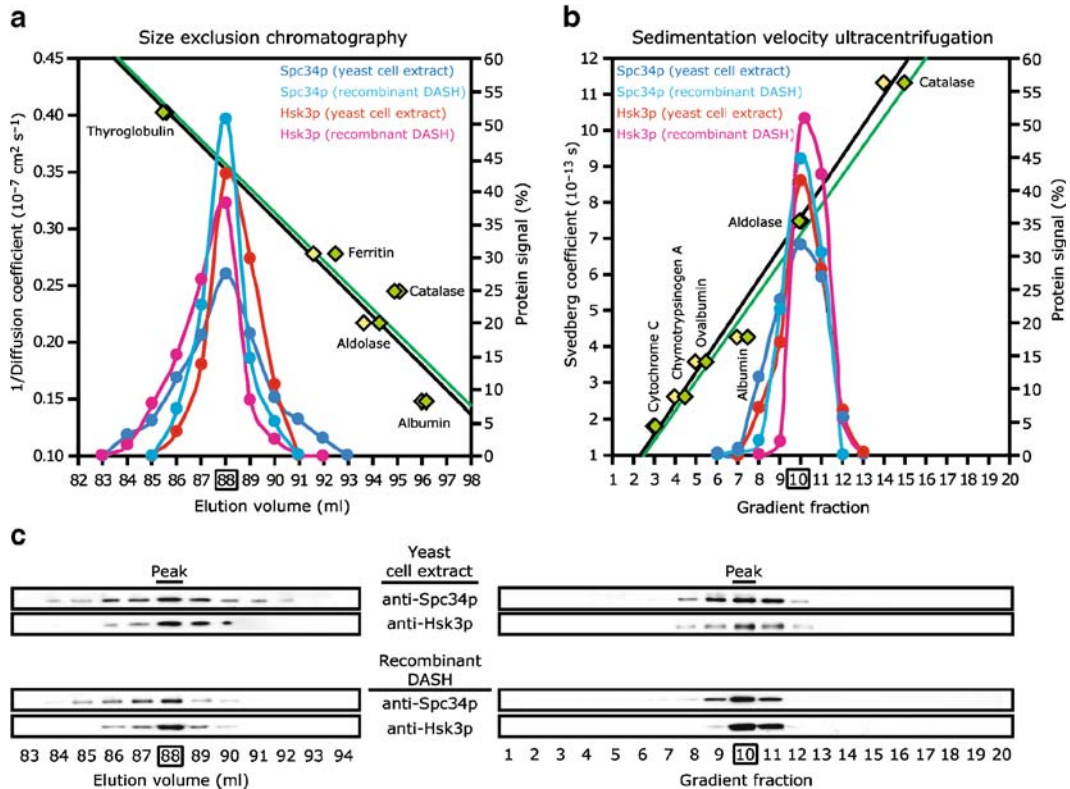 a
Size exclusion chromatography
Spc34p (yeast cell extract)
Spc34p (recombinant DASH)
Hsk3p (yeast cell extract)
Hsk3p (recombinant DASH)
1/Diffusion coefficient (10⁻⁷ cm² s⁻¹)
0.45
0.40
0.35
0.30
0.25
0.20
0.15
0.10
Thyroglobulin
Ferritin
Catalase
Aldolase
Albumin
60
55
50
45
40
35
30
25
20
15
10
5
0
Protein signal (%)
82 83 84 85 86 87 88 89 90 91 92 93 94 95 96 97 98
Elution volume (ml)
b
Sedimentation velocity ultracentrifugation
Spc34p (yeast cell extract)
Spc34p (recombinant DASH)
Hsk3p (yeast cell extract)
Hsk3p (recombinant DASH)
Svedberg coefficient (10⁻¹³ s)
12
11
10
9
8
7
6
5
4
3
2
1
Catalase
Aldolase
Cytochrome C
Chymotrypsinogen A
Ovalbumin
Albumin
60
55
50
45
40
35
30
25
20
15
10
5
0
Protein signal (%)
1 2 3 4 5 6 7 8 9 10 11 12 13 14 15 16 17 18 19 20
Gradient fraction
c
Peak
Yeast
cell extract
Peak
anti-Spc34p
anti-Hsk3p
Recombinant
DASH
anti-Spc34p
anti-Hsk3p
83 84 85 86 87 88 89 90 91 92 93 94
Elution volume (ml)
1 2 3 4 5 6 7 8 9 10 11 12 13 14 15 16 17 18 19 20
Gradient fraction